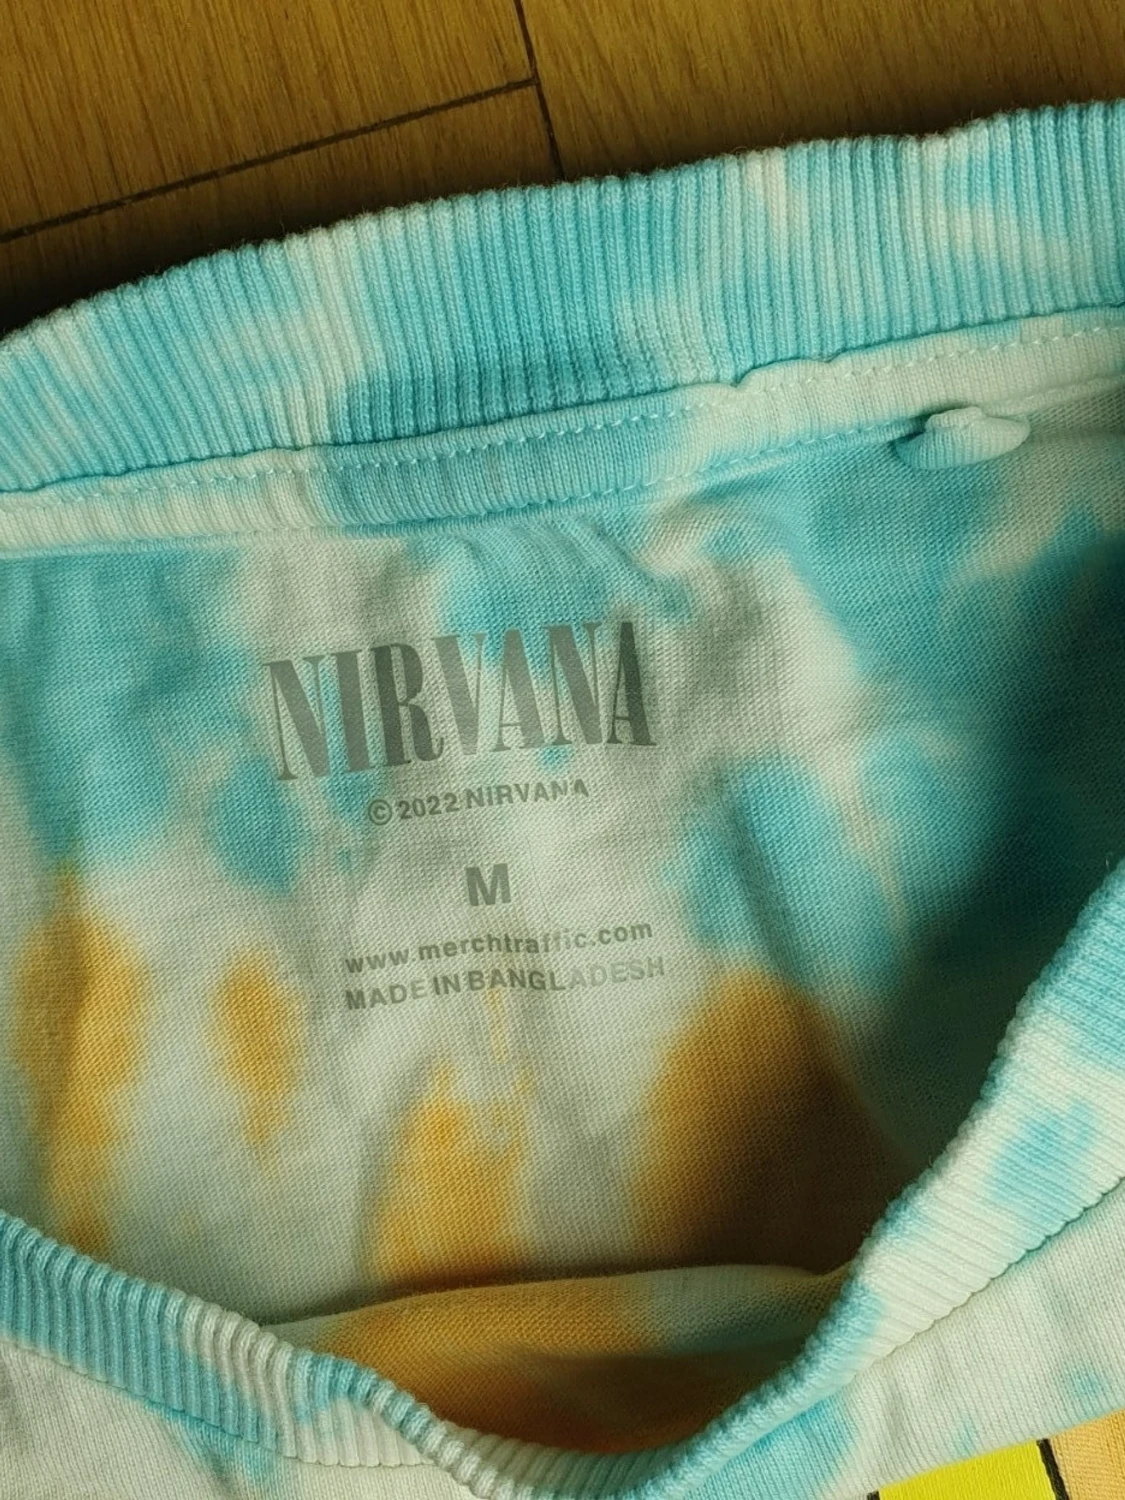 NIRVANA
© 2022 NIRVANA
M
www.merchtraffic.com
MADE IN BANGLADESH